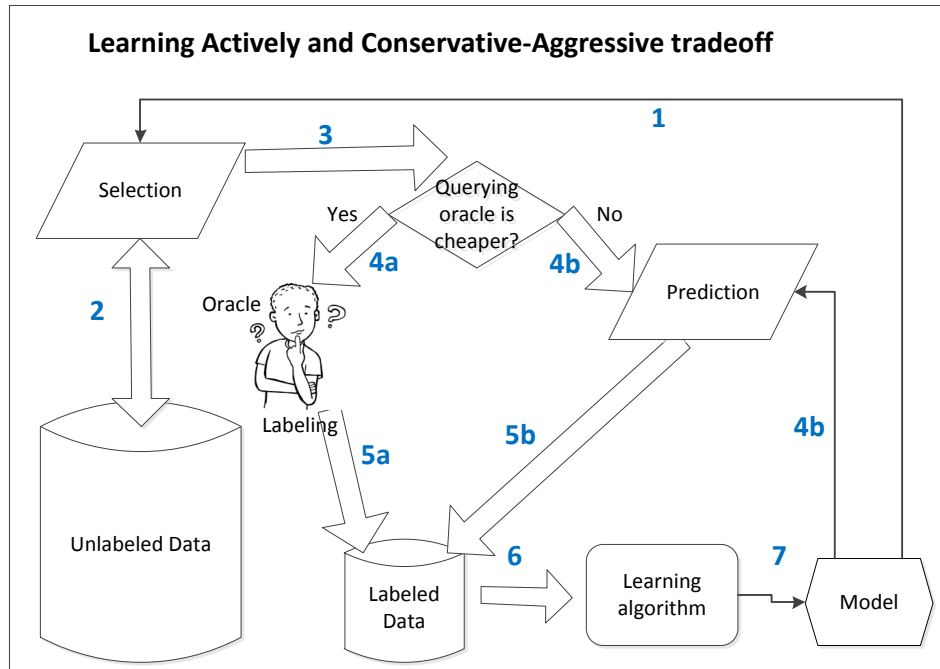 Learning Actively and Conservative-Aggressive tradeoff
1
3
Selection
Querying
oracle is
cheaper?
Yes
No
4a
4b
2
Oracle
?
?
Prediction
Labeling
5a
5b
4b
Unlabeled Data
6
7
Labeled
Data
Learning
algorithm
Model